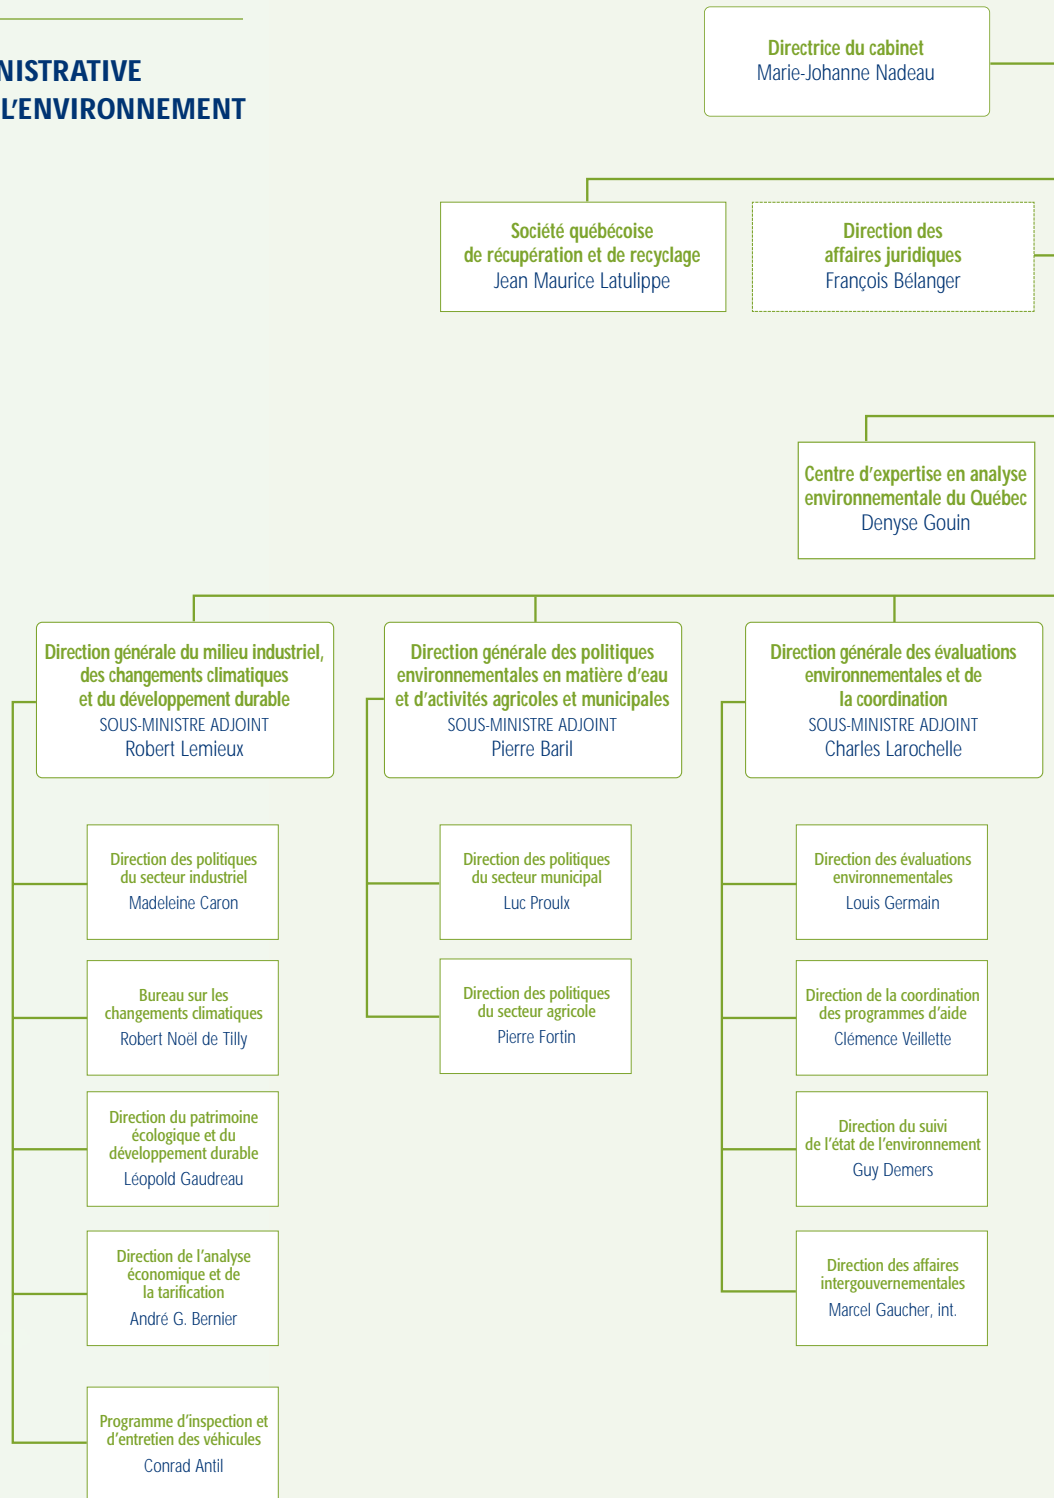 NISTRATIVE
L'ENVIRONNEMENT
Directrice du cabinet
Marie-Johanne Nadeau
Société québécoise
de récupération et de recyclage
Jean Maurice Latulippe
Direction des
affaires juridiques
François Bélanger
Centre d'expertise en analyse
environnementale du Québec
Denyse Gouin
Direction générale du milieu industriel,
des changements climatiques
et du développement durable
SOUS-MINISTRE ADJOINT
Robert Lemieux
Direction générale des politiques
environnementales en matière d'eau
et d'activités agricoles et municipales
SOUS-MINISTRE ADJOINT
Pierre Baril
Direction générale des évaluations
environnementales et de
la coordination
SOUS-MINISTRE ADJOINT
Charles Larochelle
Direction des politiques
du secteur industriel
Madeleine Caron
Bureau sur les
changements climatiques
Robert Noël de Tilly
Direction du patrimoine
écologique et du
développement durable
Léopold Gaudreau
Direction de l'analyse
économique et de
la tarification
André G. Bernier
Programme d'inspection et
d'entretien des véhicules
Conrad Antil
Direction des politiques
du secteur municipal
Luc Proulx
Direction des politiques
du secteur agricole
Pierre Fortin
Direction des évaluations
environnementales
Louis Germain
Direction de la coordination
des programmes d'aide
Clémence Veillette
Direction du suivi
de l'état de l'environnement
Guy Demers
Direction des affaires
intergouvernementales
Marcel Gaucher, int.